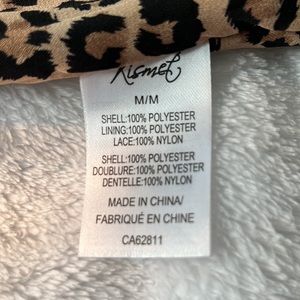 Kismet
M/M
SHELL:100% POLYESTER
LINING:100% POLYESTER
LACE:100% NYLON
SHELL:100% POLYESTER
DOUBLURE:100% POLYESTER
DENTELLE:100% NYLON
MADE IN CHINA/
FABRIQUÉ EN CHINE
CA62811